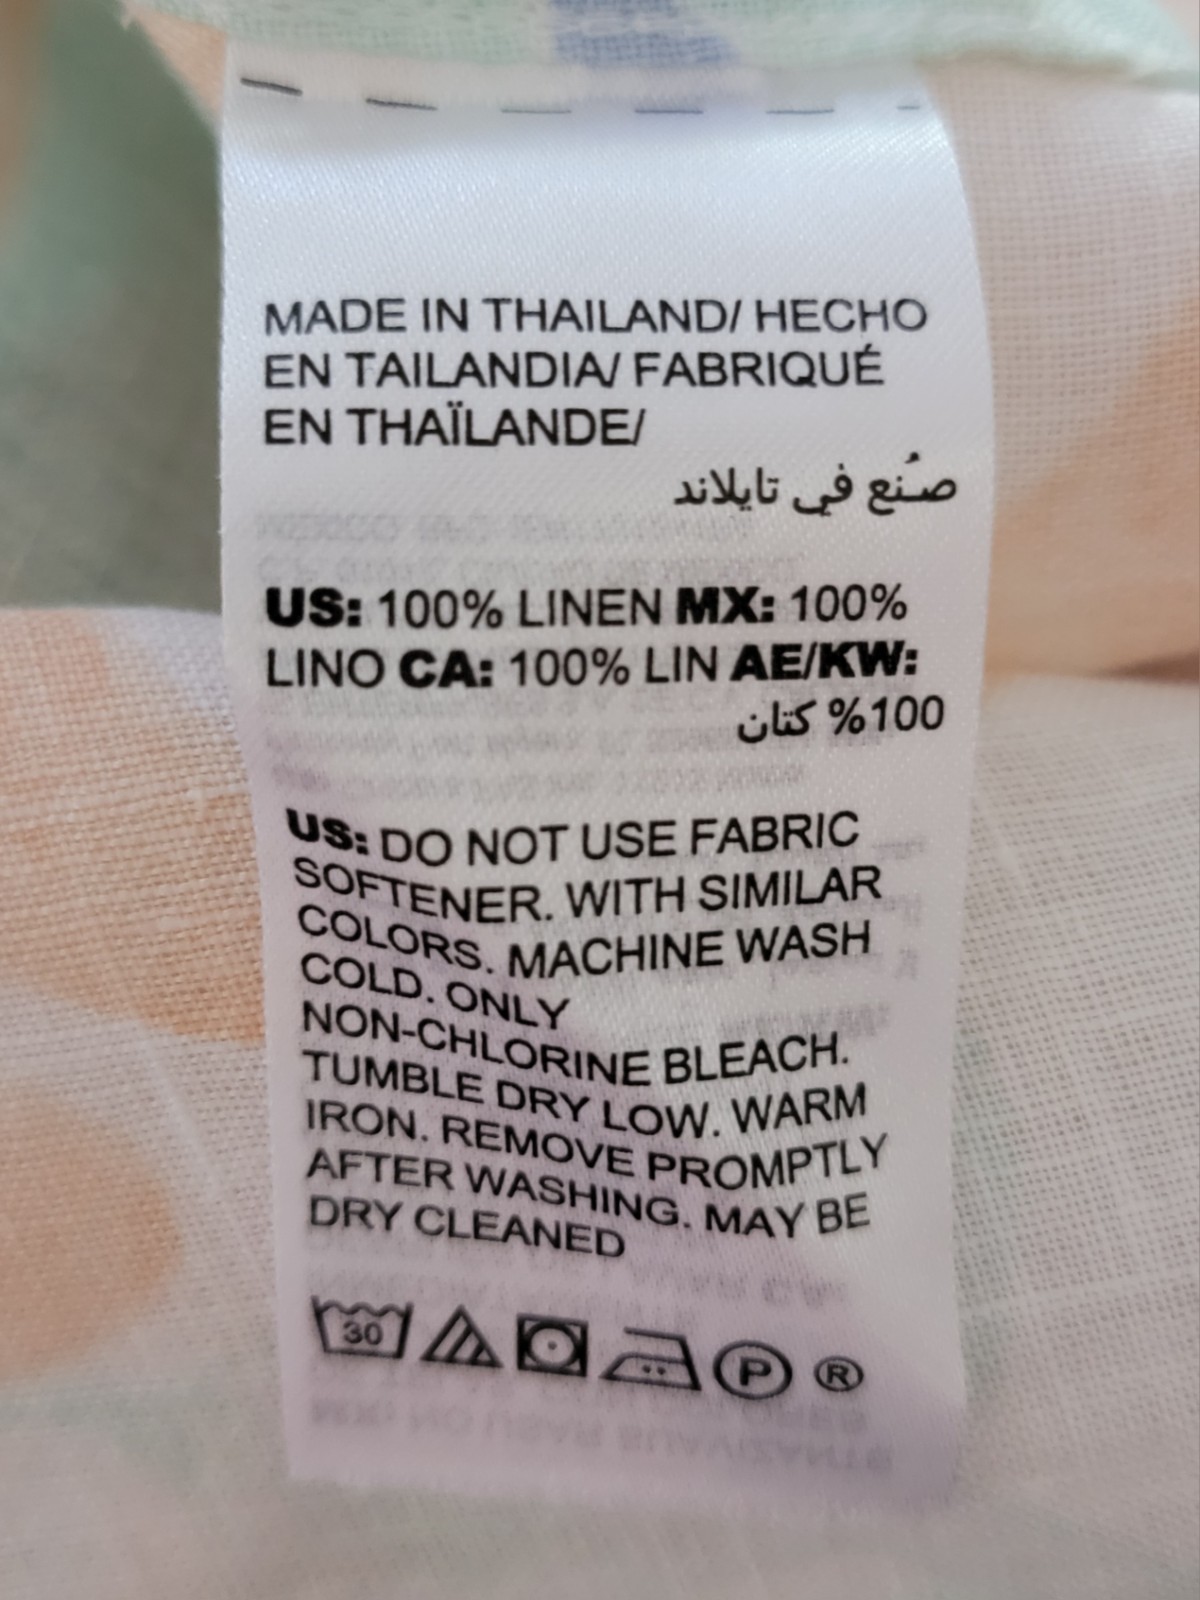 MADE IN THAILAND/ HECHO
EN TAILANDIA/ FABRIQUÉ
EN THAÏLANDE/
صُنع في تايلاند
US: 100% LINEN MX: 100%
LINO CA: 100% LIN AE/KW:
100% كتان
US: DO NOT USE FABRIC
SOFTENER. WITH SIMILAR
COLORS. MACHINE WASH
COLD. ONLY
NON-CHLORINE BLEACH.
TUMBLE DRY LOW. WARM
IRON. REMOVE PROMPTLY
AFTER WASHING. MAY BE
DRY CLEANED
30 P ®